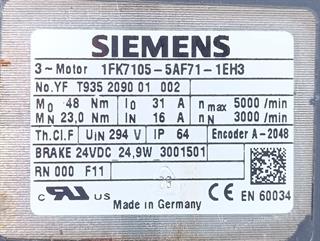 SIEMENS
3~Motor 1FK7105-5AF71-1EH3
No.YF T935 2090 01 002
M0 48 Nm I0 31 A nmax 5000 /min
MN 23,0 Nm IN 16 A nN 3000 /min
Th.Cl.F UIN 294 V IP 64 Encoder A-2048
BRAKE 24VDC 24,9W 3001501
RN 000 F11
c RU US CE EN 60034
Made in Germany